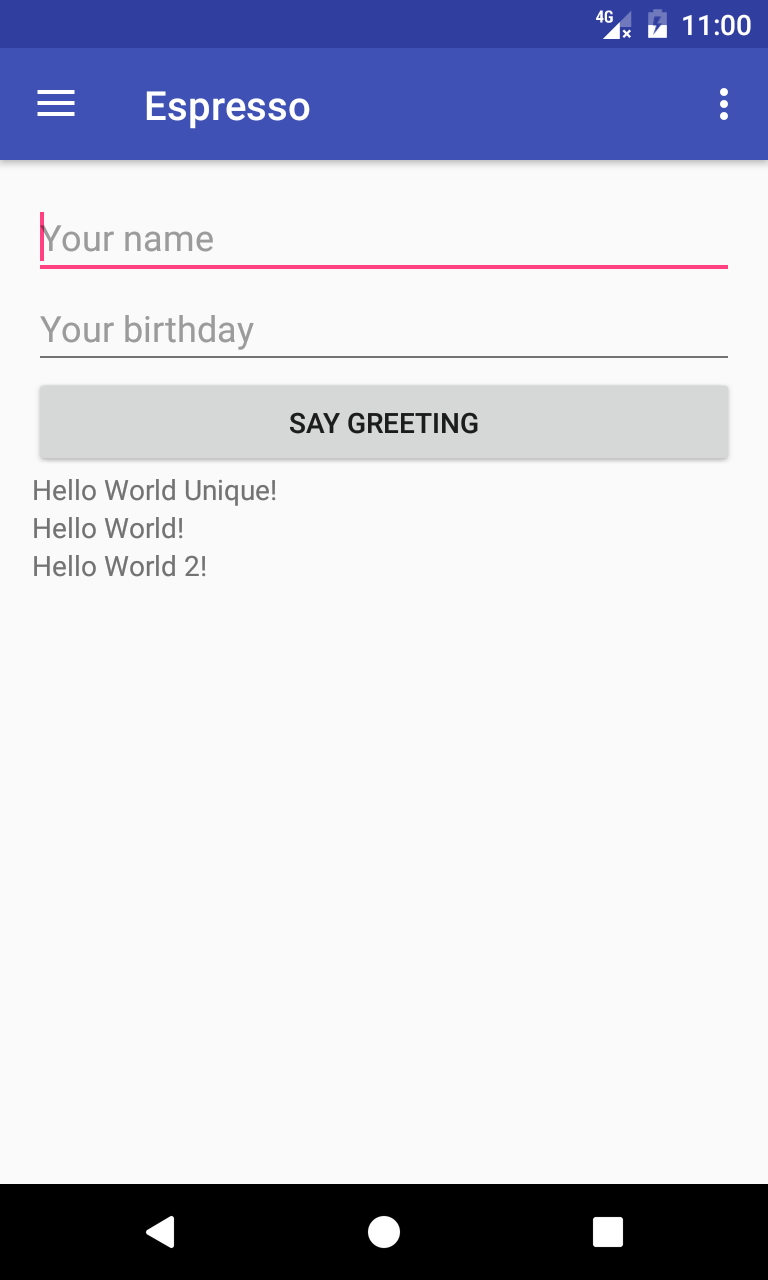 4G 11:00
Espresso
Your name
Your birthday
SAY GREETING
Hello World Unique!
Hello World!
Hello World 2!